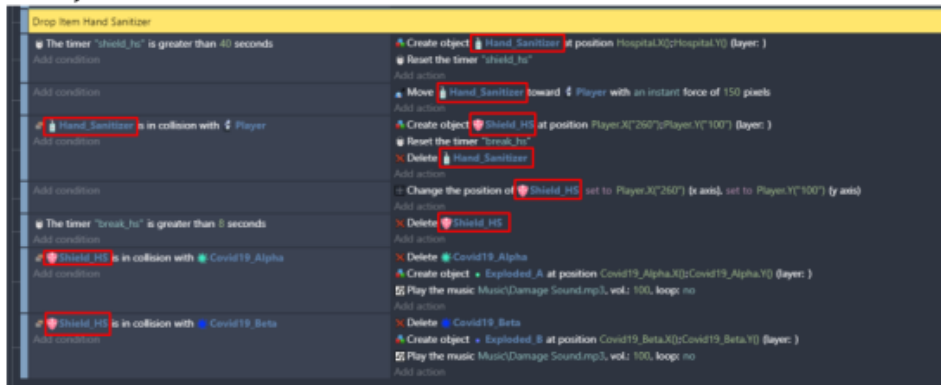 Drop Item Hand Sanitizer
The timer "shield_hs" is greater than 40 seconds
Add condition
Create object Hand_Sanitizer at position Hospital.X();Hospital.Y() (layer: )
Reset the timer "shield_hs"
Add action
Add condition
Move Hand_Sanitizer toward Player with an instant force of 150 pixels
Add action
Hand_Sanitizer is in collision with Player
Add condition
Create object Shield_HS at position Player.X("260");Player.Y("100") (layer: )
Reset the timer "break_hs"
Delete Hand_Sanitizer
Add action
Add condition
Change the position of Shield_HS set to Player.X("260") (x axis), set to Player.Y("100") (y axis)
Add action
The timer "break_hs" is greater than 8 seconds
Add condition
Delete Shield_HS
Add action
Shield_HS is in collision with Covid19_Alpha
Add condition
Delete Covid19_Alpha
Create object Exploded_A at position Covid19_Alpha.X();Covid19_Alpha.Y() (layer: )
Play the music Music\Damage Sound.mp3, vol.: 100, loop: no
Add action
Shield_HS is in collision with Covid19_Beta
Add condition
Delete Covid19_Beta
Create object Exploded_B at position Covid19_Beta.X();Covid19_Beta.Y() (layer: )
Play the music Music\Damage Sound.mp3, vol.: 100, loop: no
Add action